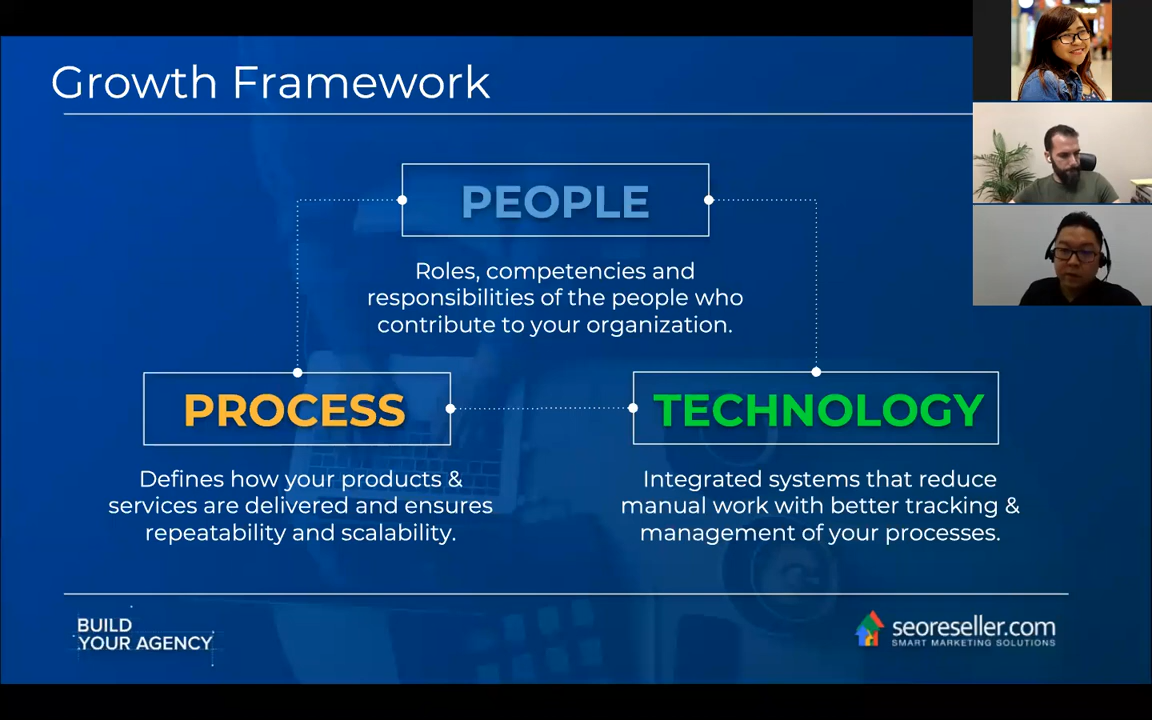 Growth Framework
PEOPLE
Roles, competencies and
responsibilities of the people who
contribute to your organization.
PROCESS
Defines how your products &
services are delivered and ensures
repeatability and scalability.
TECHNOLOGY
Integrated systems that reduce
manual work with better tracking &
management of your processes.
BUILD
YOUR AGENCY
seoreseller.com
SMART MARKETING SOLUTIONS